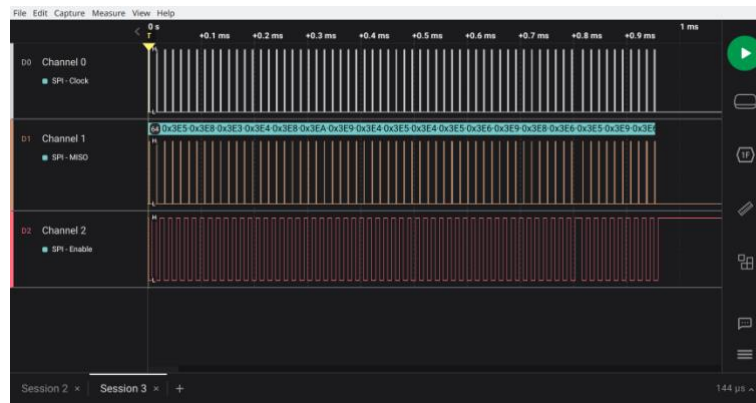 File Edit Capture Measure View Help
0 s
1 ms
+0.1 ms +0.2 ms +0.3 ms +0.4 ms +0.5 ms +0.6 ms +0.7 ms +0.8 ms +0.9 ms
D0 Channel 0
SPI - Clock
H
L
0x3E5 0x3E8 0x3E3 0x3E4 0x3E8 0x3EA 0x3E9 0x3E4 0x3E5 0x3E4 0x3E5 0x3E6 0x3E9 0x3E8 0x3E6 0x3E5 0x3E9
D1 Channel 1
SPI - MISO
H
L
D2 Channel 2
SPI - Enable
H
L
1F
Session 2 × Session 3 × +
144 µs